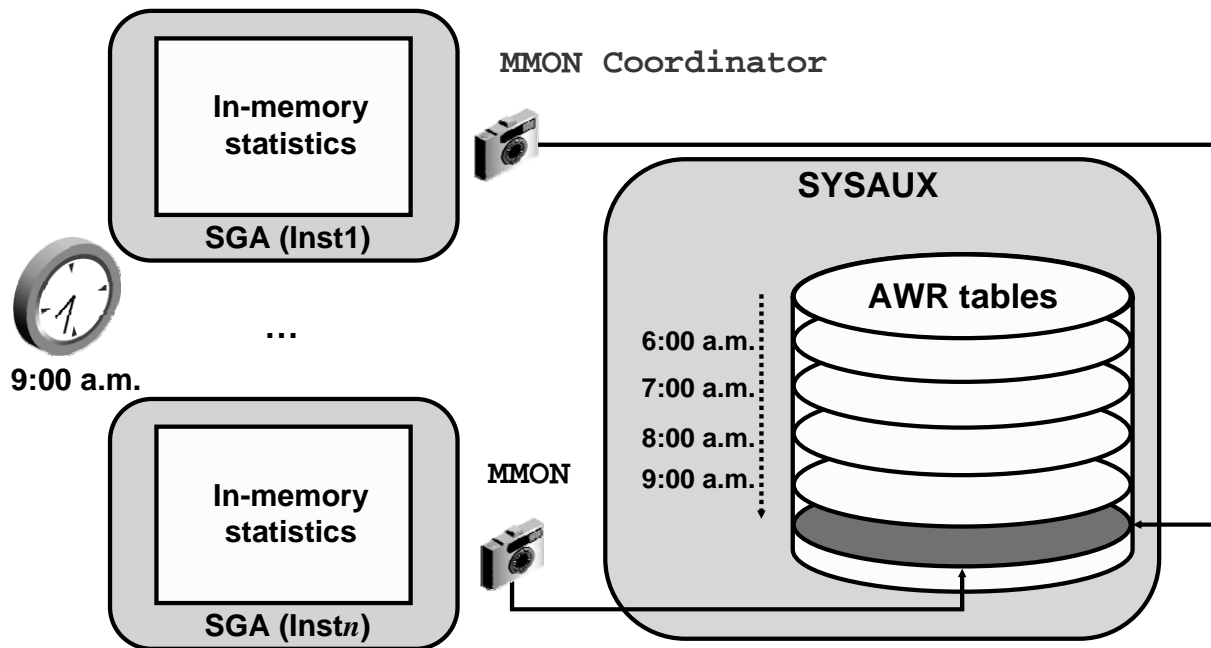 MMON Coordinator
In-memory
statistics
SGA (Inst1)
9:00 a.m.
...
In-memory
statistics
SGA (Instn)
MMON
SYSAUX
AWR tables
6:00 a.m.
7:00 a.m.
8:00 a.m.
9:00 a.m.